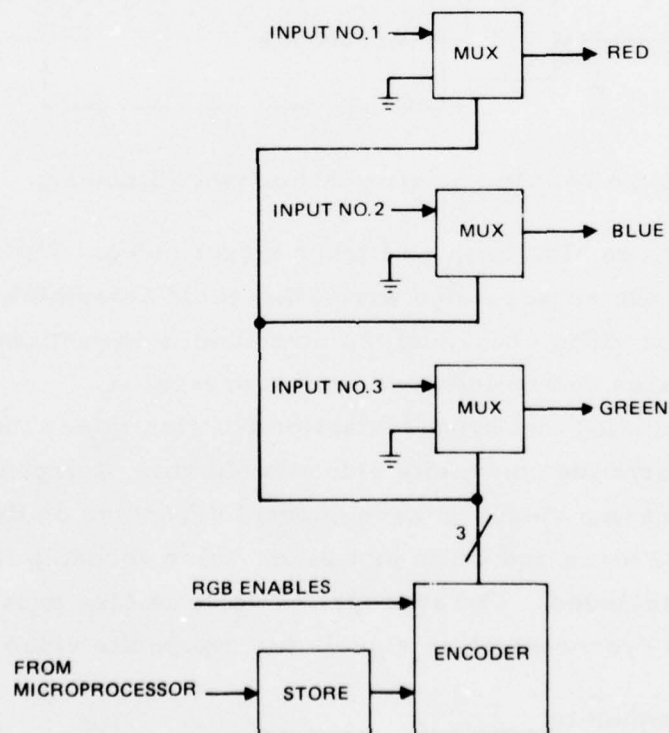 INPUT NO.1
MUX
RED
INPUT NO.2
MUX
BLUE
INPUT NO.3
MUX
GREEN
3
RGB ENABLES
ENCODER
FROM
MICROPROCESSOR
STORE